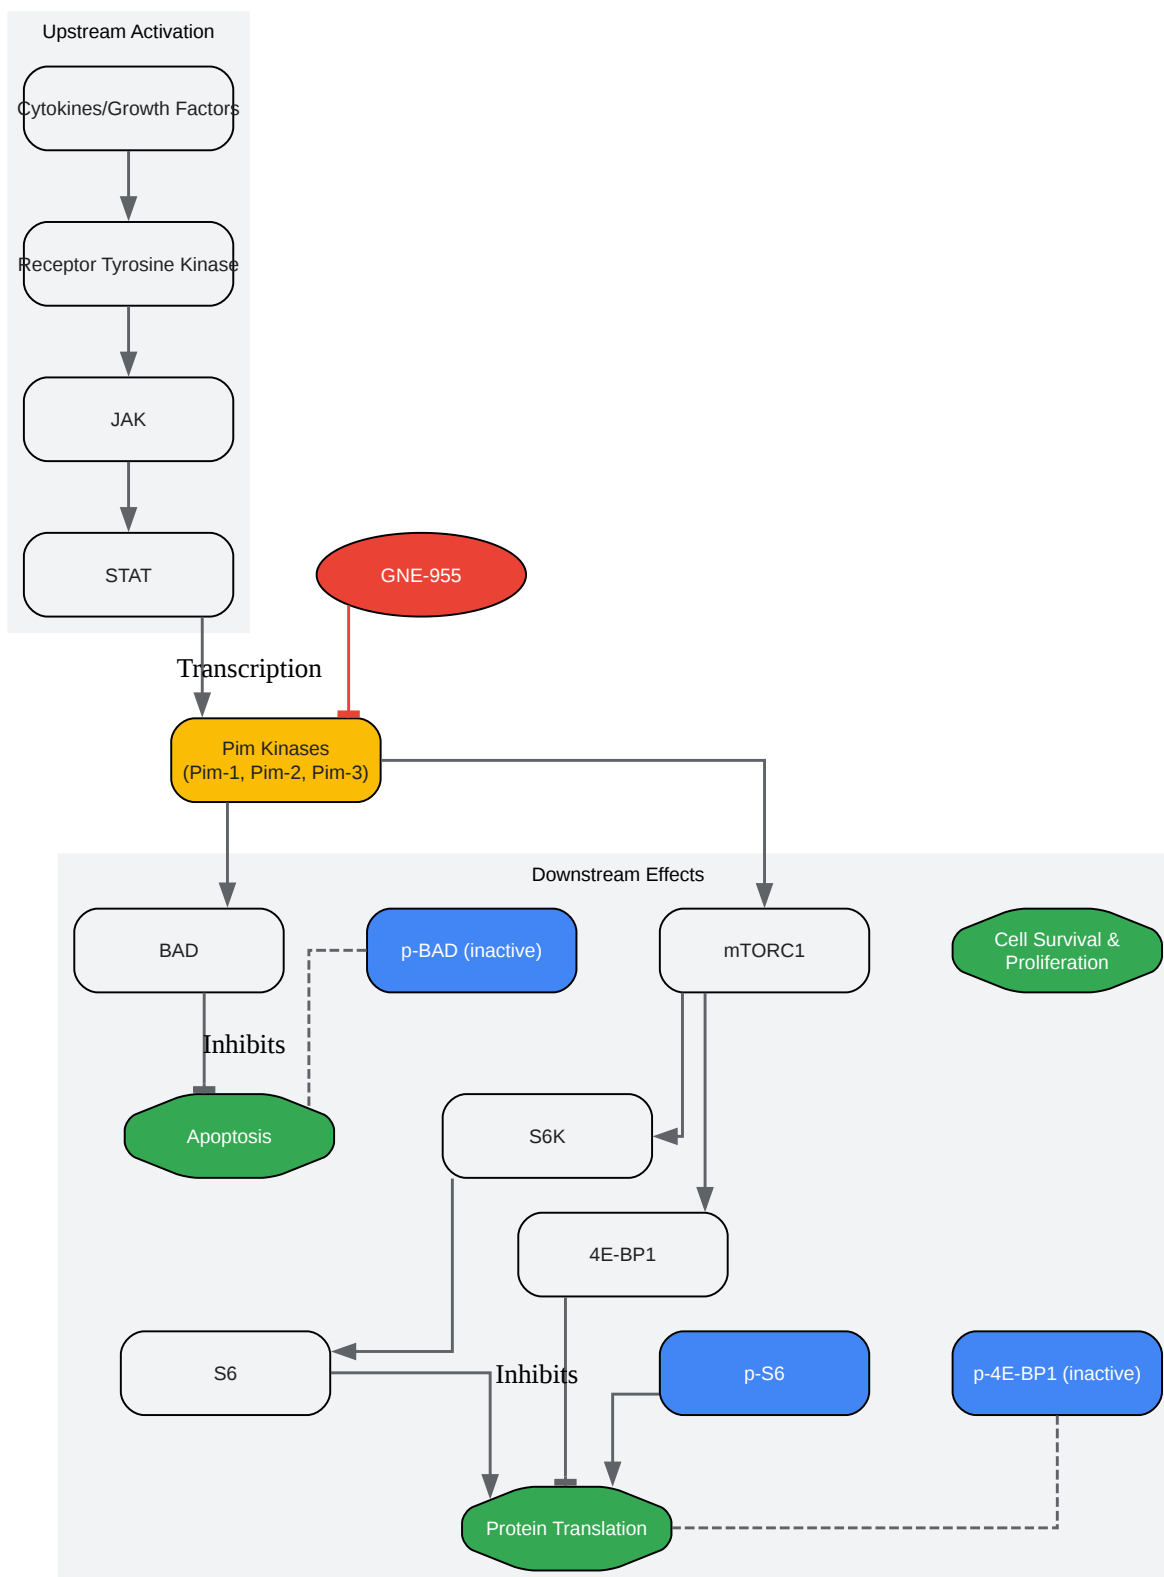 Upstream Activation
Cytokines/Growth Factors
Receptor Tyrosine Kinase
JAK
STAT
GNE-955
Transcription
Pim Kinases
(Pim-1, Pim-2, Pim-3)
Downstream Effects
BAD
p-BAD (inactive)
mTORC1
Cell Survival &
Proliferation
Inhibits
Apoptosis
S6K
4E-BP1
S6
Inhibits
p-S6
p-4E-BP1 (inactive)
Protein Translation